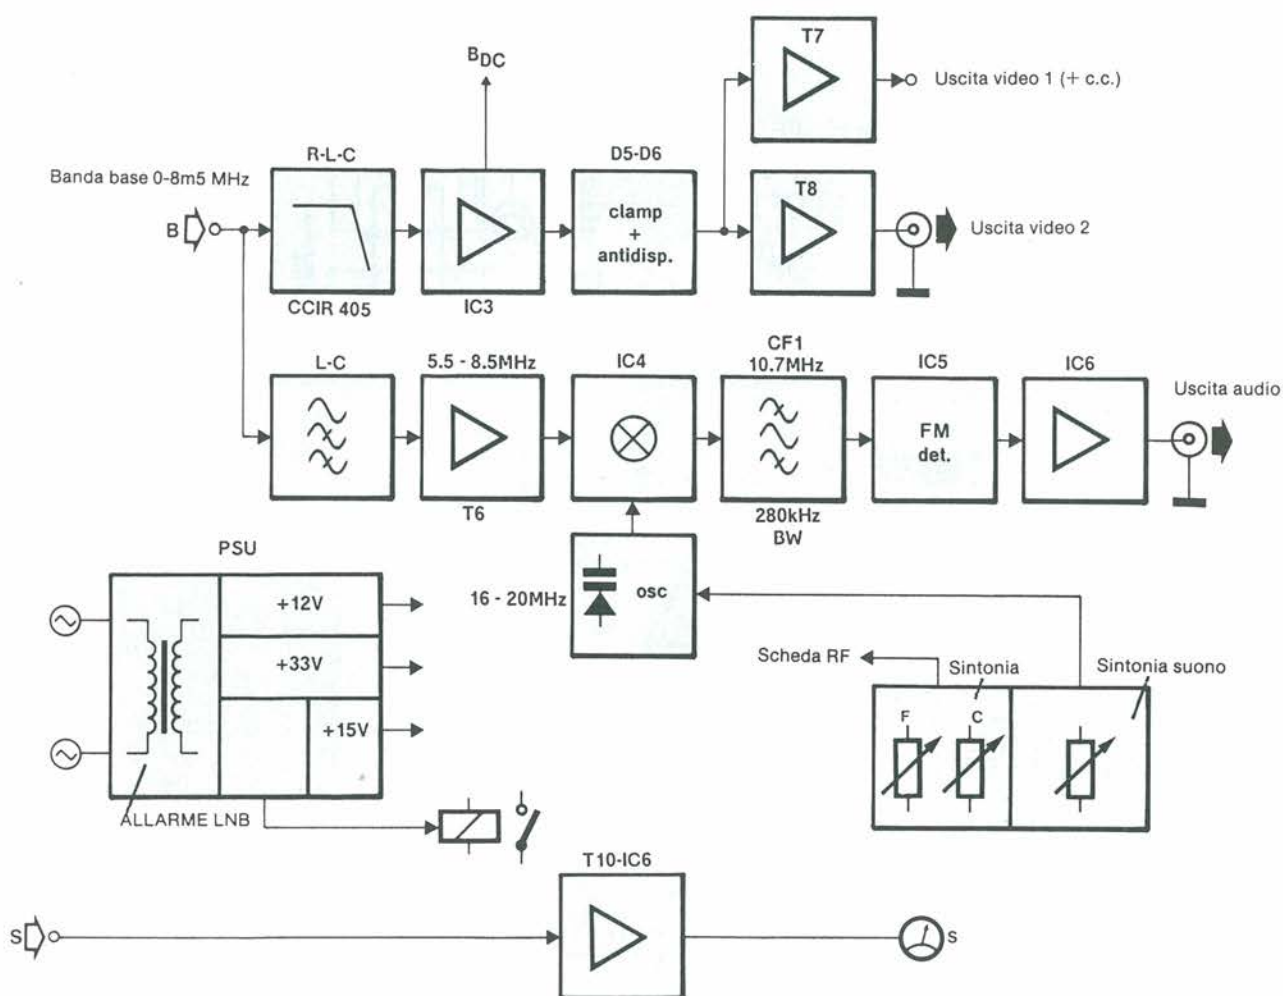 T7
Uscita video 1 (+ c.c.)
BDC
R-L-C
D5-D6
Banda base 0-8m5 MHz
B
clamp
+
antidisp.
T8
Uscita video 2
CCIR 405
IC3
L-C
5.5 - 8.5MHz
IC4
CF1
10.7MHz
IC5
IC6
Uscita audio
FM
det.
T6
280kHz
BW
PSU
+12V
+33V
+15V
ALLARME LNB
16 - 20MHz
osc
Scheda RF
Sintonia
Sintonia suono
F
C
T10-IC6
S
S